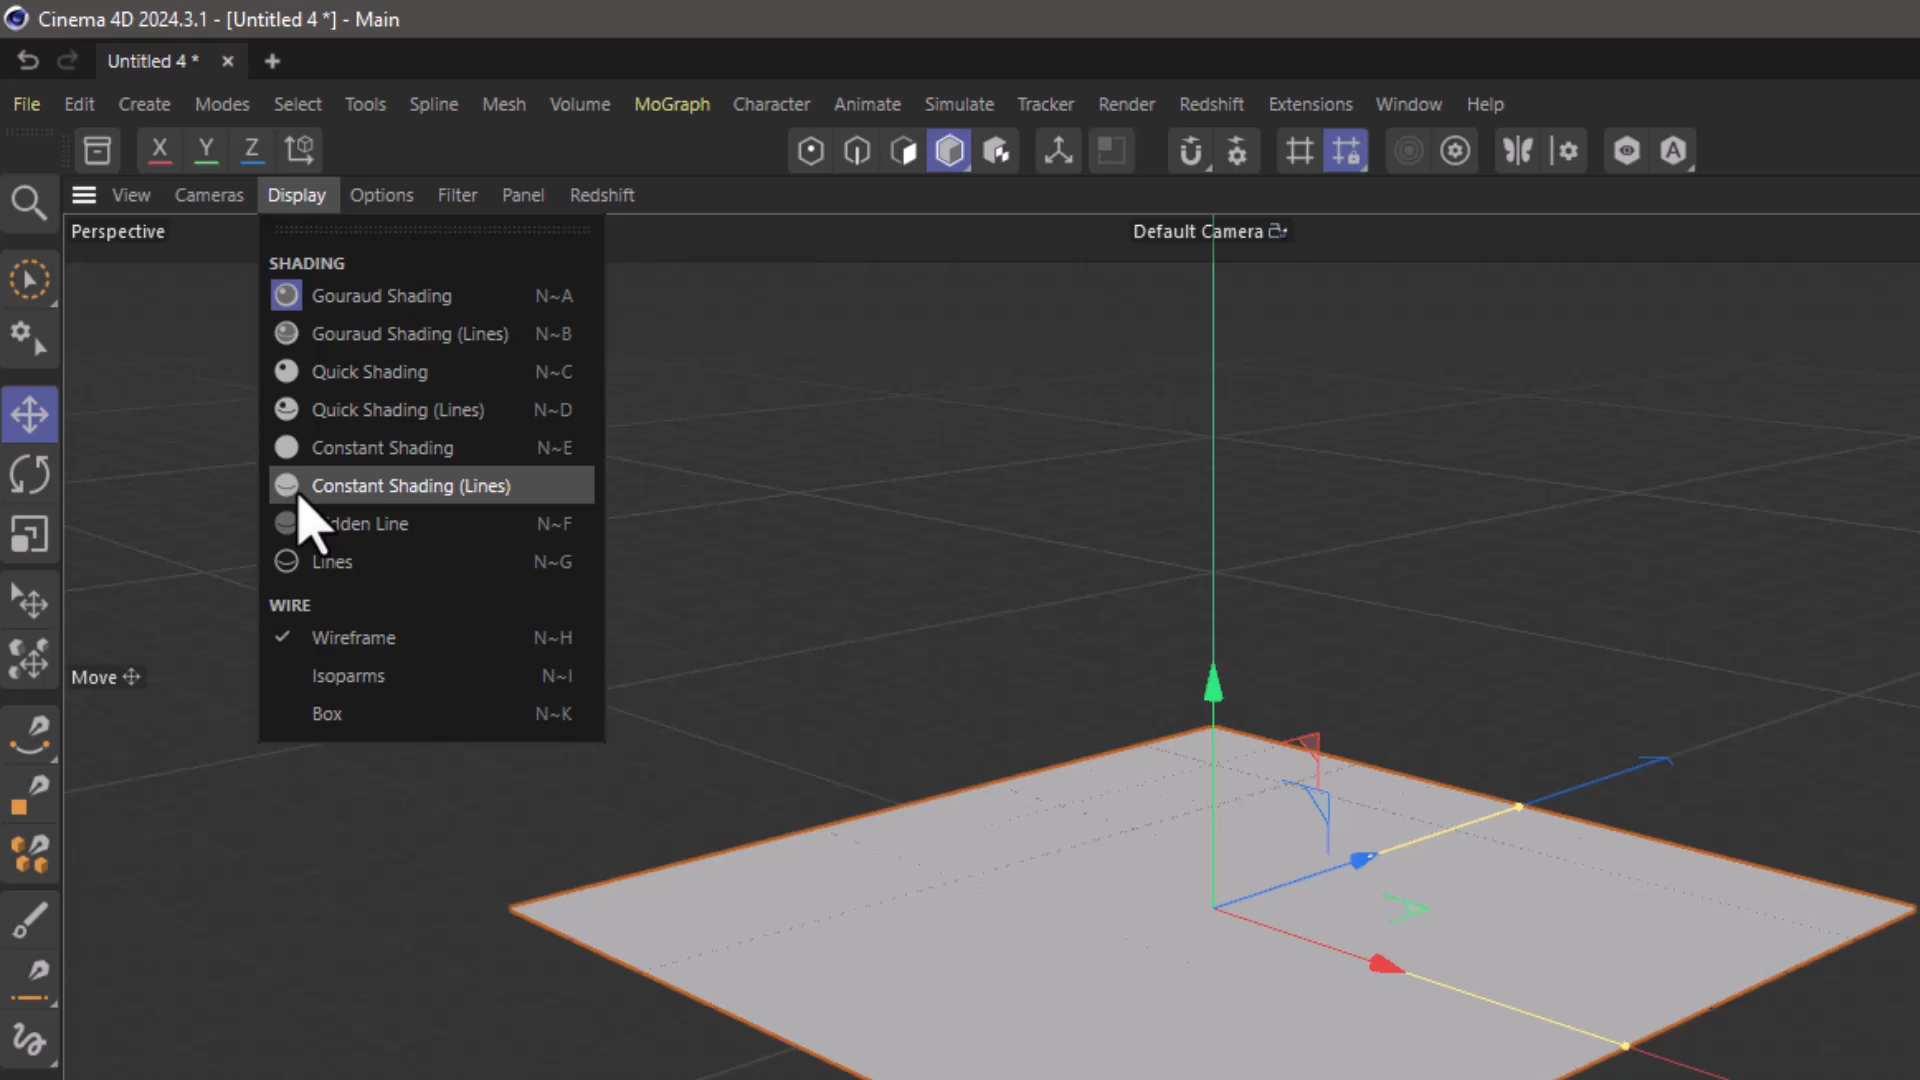 Cinema 4D 2024.3.1 - [Untitled 4 *] - Main
Untitled 4 *
File Edit Create Modes Select Tools Spline Mesh Volume MoGraph Character Animate Simulate Tracker Render Redshift Extensions Window Help
X Y Z
A
View Cameras Display Options Filter Panel Redshift
Perspective
Default Camera
SHADING
Gouraud Shading N~A
Gouraud Shading (Lines) N~B
Quick Shading N~C
Quick Shading (Lines) N~D
Constant Shading N~E
Constant Shading (Lines)
dden Line N~F
Lines N~G
WIRE
Wireframe N~H
Isoparms N~I
Box N~K
Move